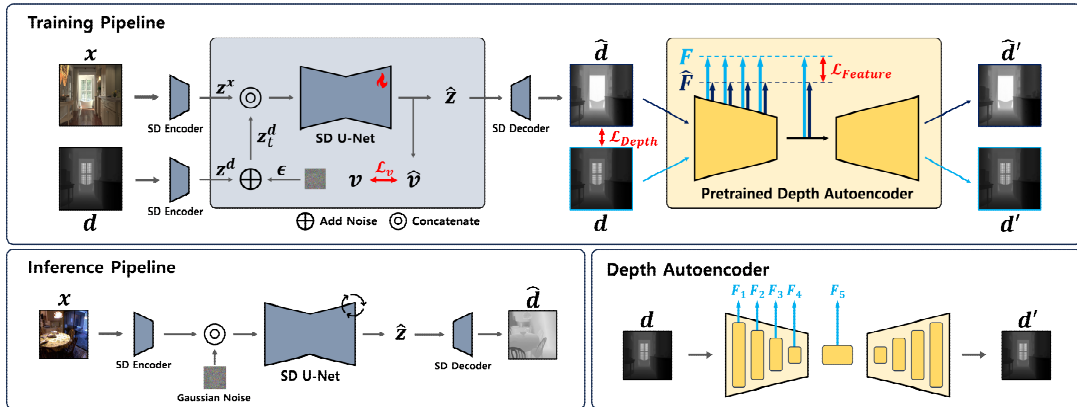 Training Pipeline
x
SD Encoder
z^x
SD U-Net
ẑ
SD Decoder
d̂
F
F̂
ℒ_Feature
d̂′
z_t^d
ℒ_Depth
d
SD Encoder
z^d
ϵ
v
ℒ_v
v̂
Add Noise
Concatenate
d
Pretrained Depth Autoencoder
d′
Inference Pipeline
x
SD Encoder
Gaussian Noise
SD U-Net
ẑ
SD Decoder
d̂
Depth Autoencoder
d
F_1 F_2 F_3 F_4 F_5
d′